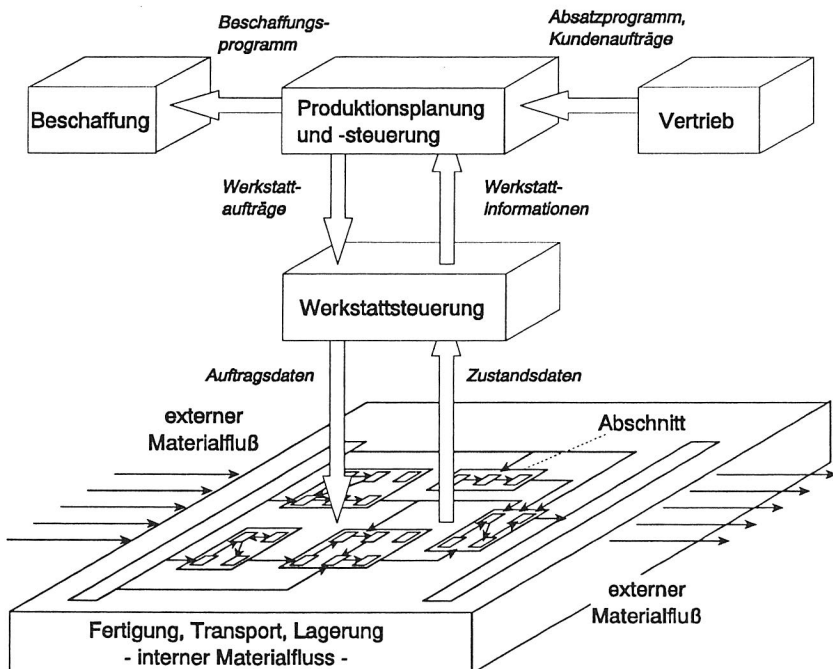 Beschaffungs-
programm
Absatzprogramm,
Kundenaufträge
Beschaffung
Produktionsplanung
und -steuerung
Vertrieb
Werkstatt-
aufträge
Werkstatt-
informationen
Werkstattsteuerung
Auftragsdaten
Zustandsdaten
externer
Materialfluß
Abschnitt
externer
Materialfluß
Fertigung, Transport, Lagerung
- interner Materialfluss -